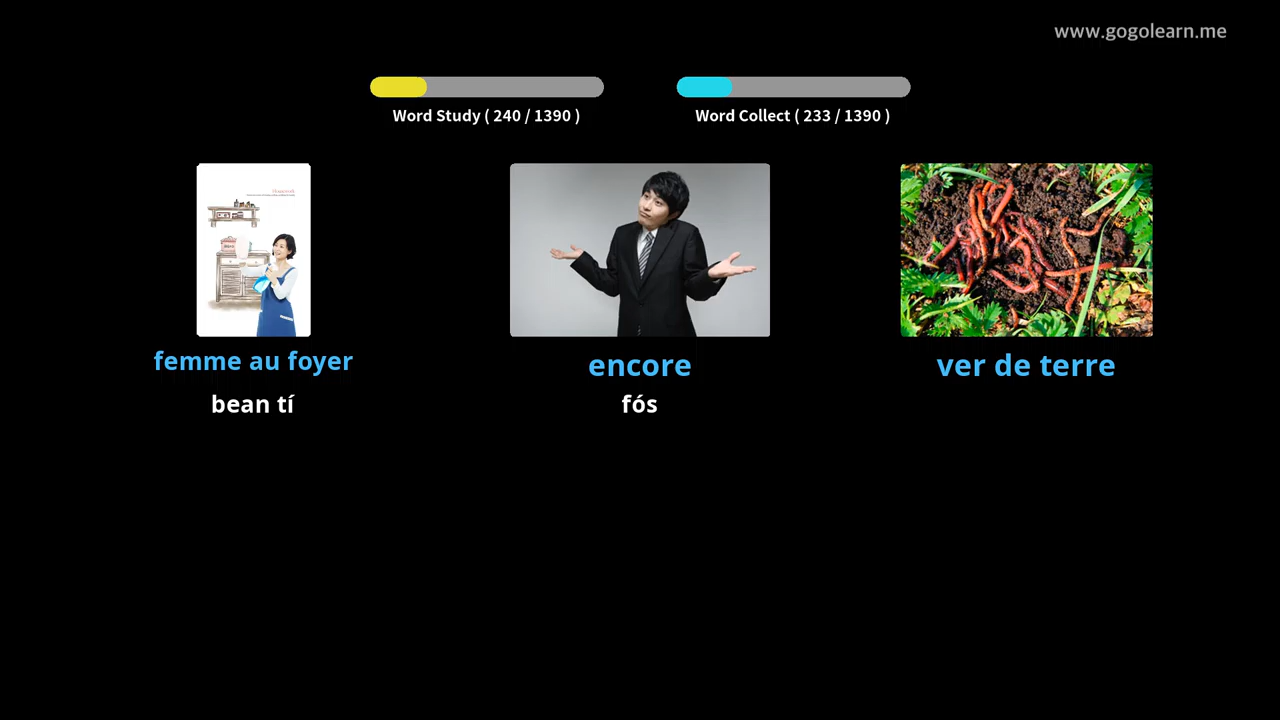 www.gogolearn.me
Word Study ( 240 / 1390 )
Word Collect ( 233 / 1390 )
femme au foyer
bean tí
encore
fós
ver de terre